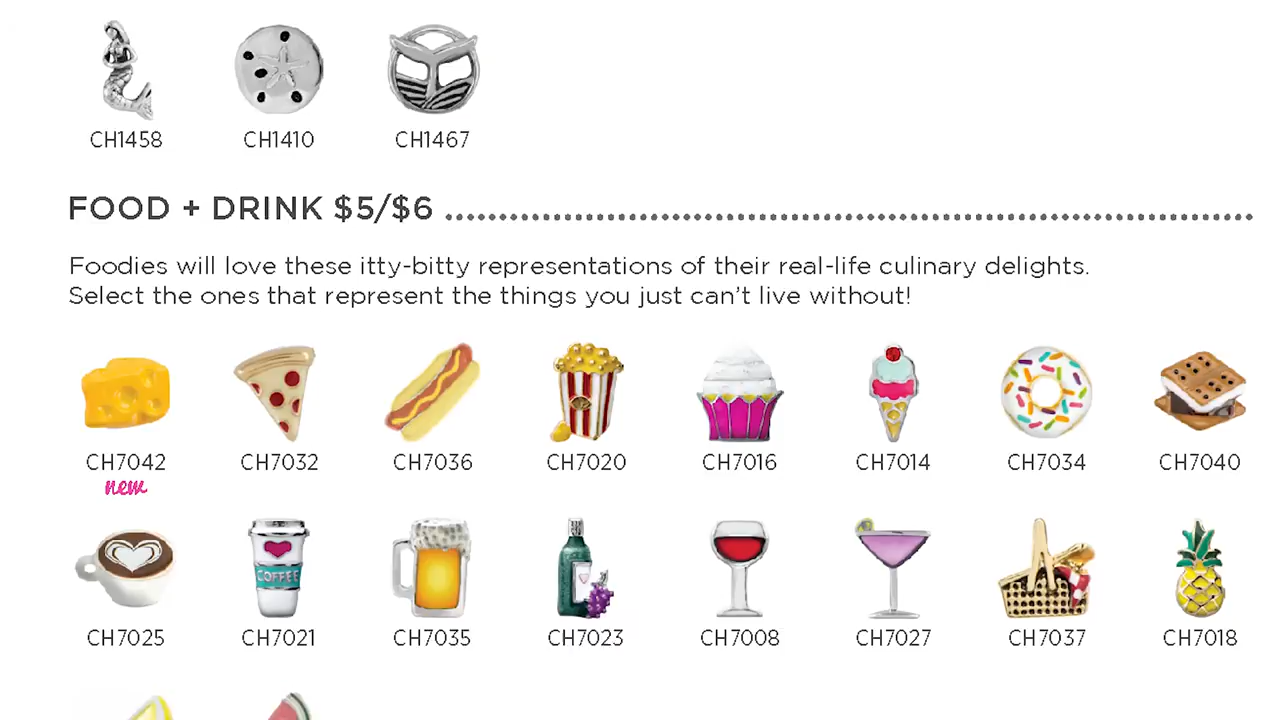 CH1458 CH1410 CH1467
FOOD + DRINK $5/$6
Foodies will love these itty-bitty representations of their real-life culinary delights.
Select the ones that represent the things you just can't live without!
CH7042 CH7032 CH7036 CH7020 CH7016 CH7014 CH7034 CH7040
new
COFFEE
CH7025 CH7021 CH7035 CH7023 CH7008 CH7027 CH7037 CH7018